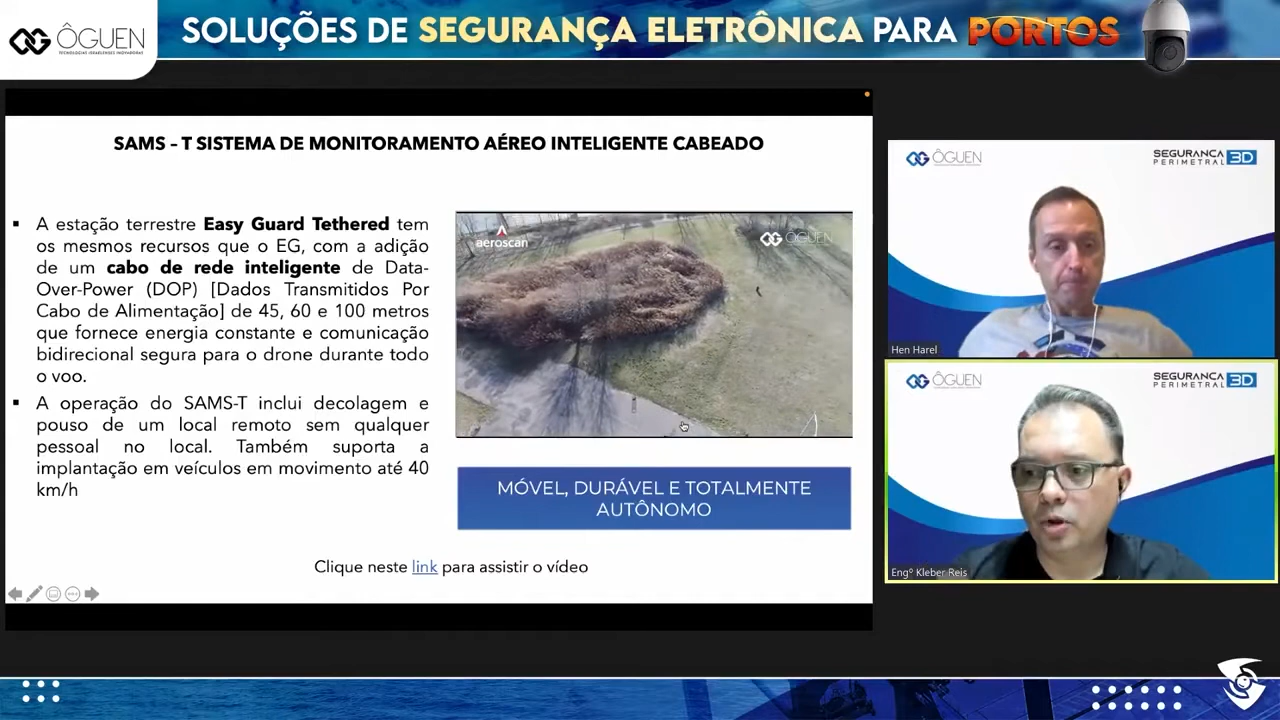 ÔGUEN
TECNOLOGIAS ISRAELENSES INOVADORAS
SOLUÇÕES DE SEGURANÇA ELETRÔNICA PARA PORTOS
SAMS – T SISTEMA DE MONITORAMENTO AÉREO INTELIGENTE CABEADO
▪ A estação terrestre Easy Guard Tethered tem
os mesmos recursos que o EG, com a adição
de um cabo de rede inteligente de Data-
Over-Power (DOP) [Dados Transmitidos Por
Cabo de Alimentação] de 45, 60 e 100 metros
que fornece energia constante e comunicação
bidirecional segura para o drone durante todo
o voo.
▪ A operação do SAMS-T inclui decolagem e
pouso de um local remoto sem qualquer
pessoal no local. Também suporta a
implantação em veículos em movimento até 40
km/h
aeroscan
ÔGUEN
MÓVEL, DURÁVEL E TOTALMENTE
AUTÔNOMO
Clique neste link para assistir o vídeo
ÔGUEN
SEGURANÇA
PERIMETRAL 3D
Hen Harel
ÔGUEN
SEGURANÇA
PERIMETRAL 3D
Engº Kleber Reis